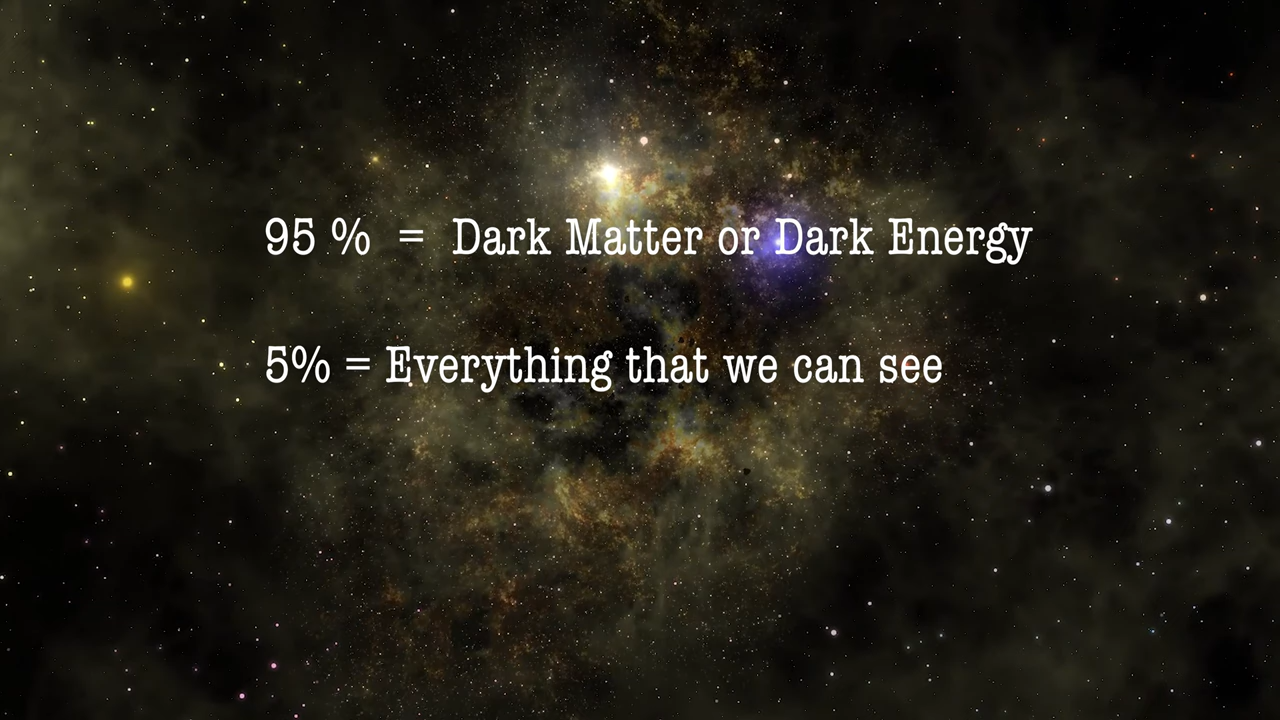 95 % = Dark Matter or Dark Energy
5% = Everything that we can see